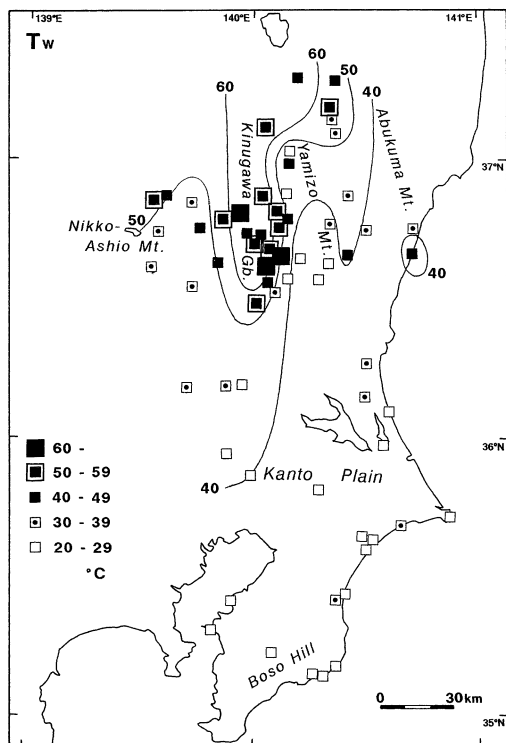 139°E
140°
141°E
Tw
60
60
50
40
Kinugawa
Gb.
Yamizo
Mt.
Abukuma Mt.
37°N
50
Nikko-
Ashio Mt.
40
36°N
40
Kanto Plain
60 -
50 - 59
40 - 49
30 - 39
20 - 29
°C
Boso Hill
0 30km
35°N